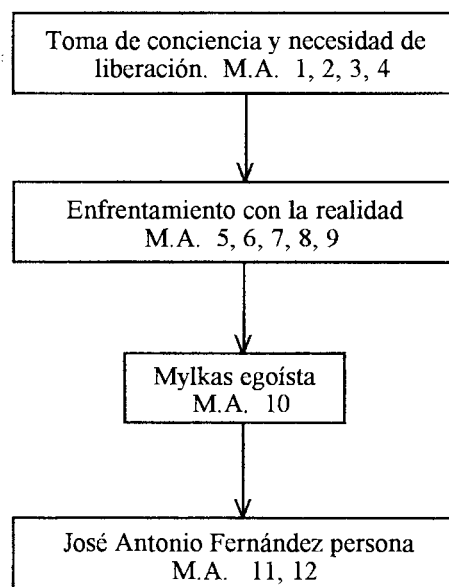 Toma de conciencia y necesidad de
liberación. M.A. 1, 2, 3, 4
Enfrentamiento con la realidad
M.A. 5, 6, 7, 8, 9
Mylkas egoísta
M.A. 10
José Antonio Fernández persona
M.A. 11, 12